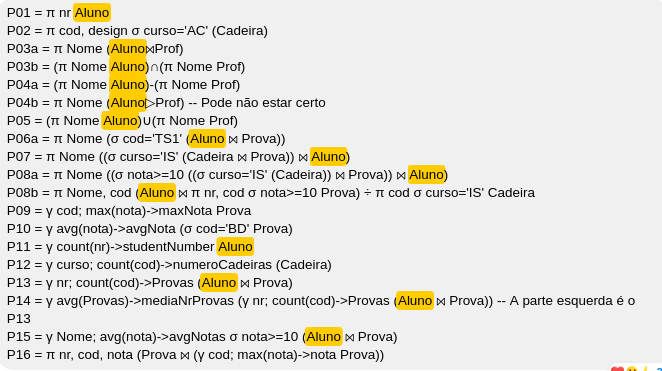 P01 = π nr Aluno
P02 = π cod, design σ curso='AC' (Cadeira)
P03a = π Nome (Aluno⋈Prof)
P03b = (π Nome Aluno)∩(π Nome Prof)
P04a = (π Nome Aluno)-(π Nome Prof)
P04b = π Nome (Aluno▷Prof) -- Pode não estar certo
P05 = (π Nome Aluno)∪(π Nome Prof)
P06a = π Nome (σ cod='TS1' (Aluno ⋈ Prova))
P07 = π Nome ((σ curso='IS' (Cadeira ⋈ Prova)) ⋈ Aluno)
P08a = π Nome ((σ nota>=10 ((σ curso='IS' (Cadeira)) ⋈ Prova)) ⋈ Aluno)
P08b = π Nome, cod (Aluno ⋈ π nr, cod σ nota>=10 Prova) ÷ π cod σ curso='IS' Cadeira
P09 = γ cod; max(nota)->maxNota Prova
P10 = γ avg(nota)->avgNota (σ cod='BD' Prova)
P11 = γ count(nr)->studentNumber Aluno
P12 = γ curso; count(cod)->numeroCadeiras (Cadeira)
P13 = γ nr; count(cod)->Provas (Aluno ⋈ Prova)
P14 = γ avg(Provas)->mediaNrProvas (γ nr; count(cod)->Provas (Aluno ⋈ Prova)) -- A parte esquerda é o
P13
P15 = γ Nome; avg(nota)->avgNotas σ nota>=10 (Aluno ⋈ Prova)
P16 = π nr, cod, nota (Prova ⋈ (γ cod; max(nota)->nota Prova))